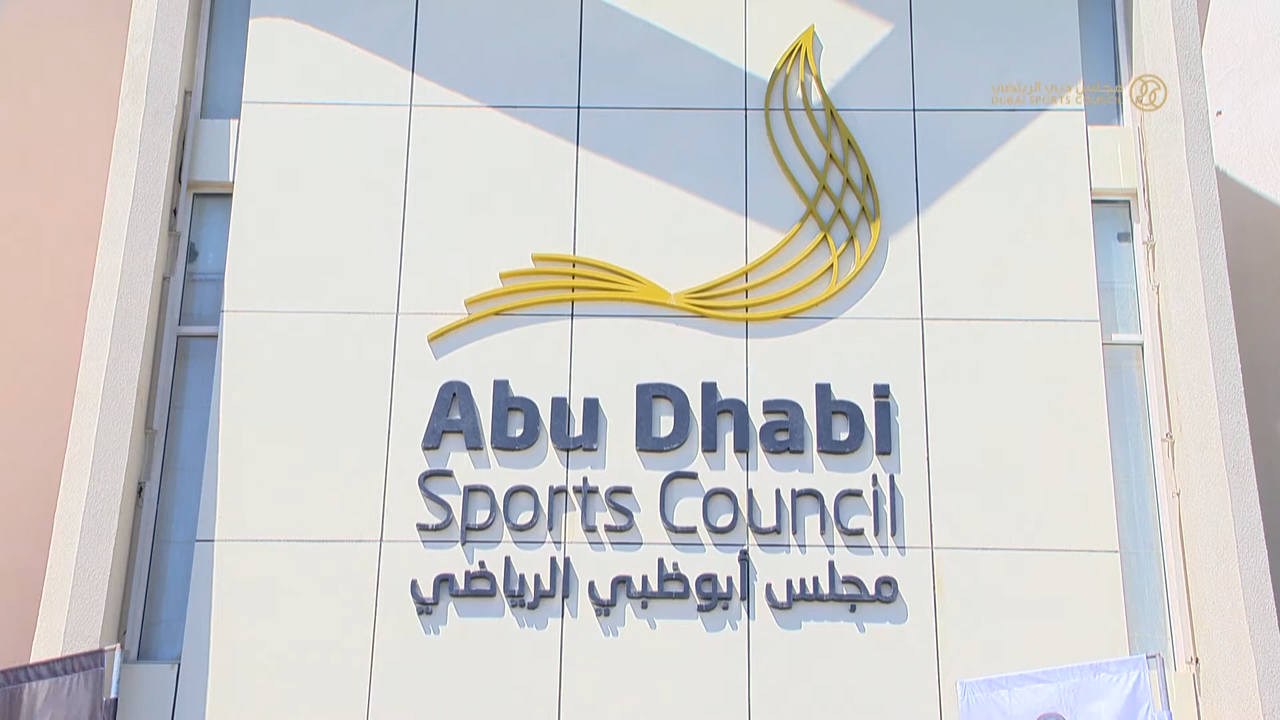 مجلس دبي الرياضي
DUBAI SPORTS COUNCIL
Abu Dhabi
Sports Council
مجلس أبوظبي الرياضي